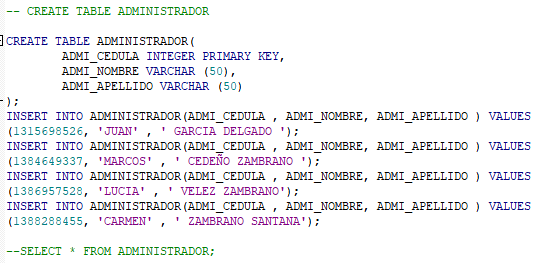 -- CREATE TABLE ADMINISTRADOR
CREATE TABLE ADMINISTRADOR(
ADMI_CEDULA INTEGER PRIMARY KEY,
ADMI_NOMBRE VARCHAR (50),
ADMI_APELLIDO VARCHAR (50)
);
INSERT INTO ADMINISTRADOR(ADMI_CEDULA , ADMI_NOMBRE, ADMI_APELLIDO ) VALUES
(1315698526, 'JUAN' , ' GARCIA DELGADO ');
INSERT INTO ADMINISTRADOR(ADMI_CEDULA , ADMI_NOMBRE, ADMI_APELLIDO ) VALUES
(1384649337, 'MARCOS' , ' CEDEÑO ZAMBRANO ');
INSERT INTO ADMINISTRADOR(ADMI_CEDULA , ADMI_NOMBRE, ADMI_APELLIDO ) VALUES
(1386957528, 'LUCIA' , ' VELEZ ZAMBRANO');
INSERT INTO ADMINISTRADOR(ADMI_CEDULA , ADMI_NOMBRE, ADMI_APELLIDO ) VALUES
(1388288455, 'CARMEN' , ' ZAMBRANO SANTANA');
--SELECT * FROM ADMINISTRADOR;